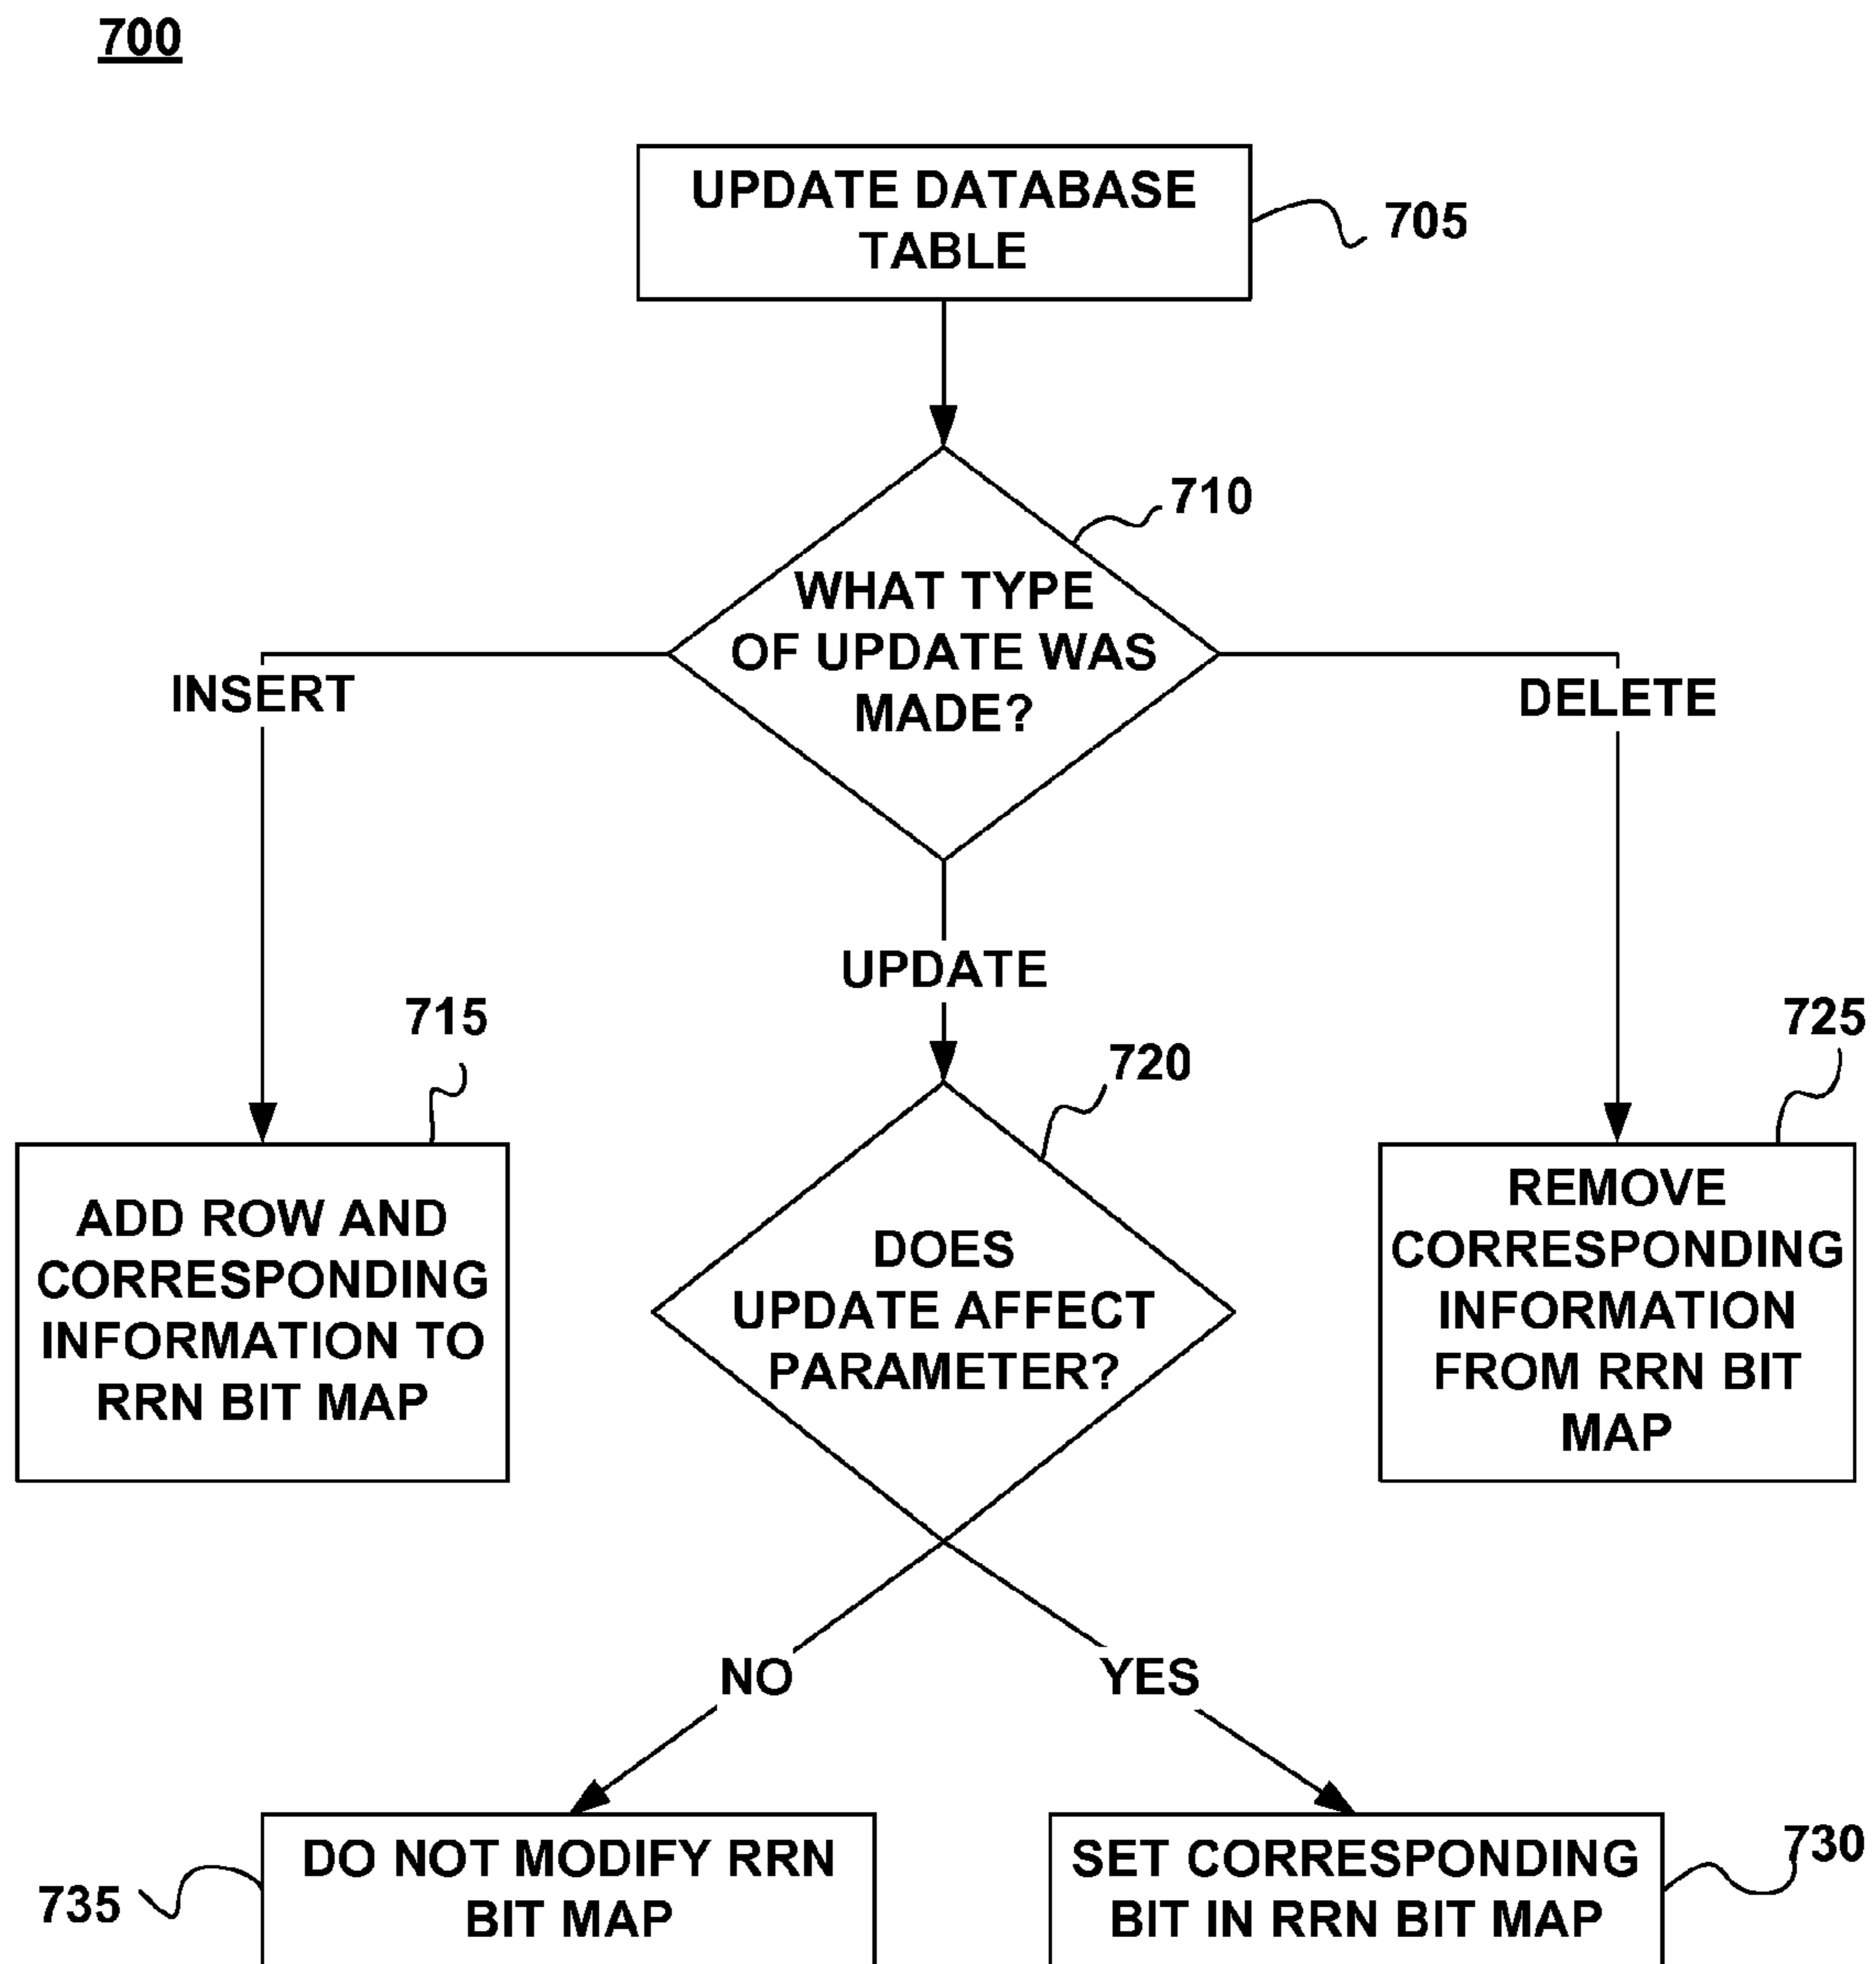 700
UPDATE DATABASE
TABLE
705
710
WHAT TYPE
OF UPDATE WAS
MADE?
INSERT
DELETE
UPDATE
715
720
725
ADD ROW AND
CORRESPONDING
INFORMATION TO
RRN BIT MAP
DOES
UPDATE AFFECT
PARAMETER?
REMOVE
CORRESPONDING
INFORMATION
FROM RRN BIT
MAP
NO
YES
DO NOT MODIFY RRN
BIT MAP
735
SET CORRESPONDING
BIT IN RRN BIT MAP
730